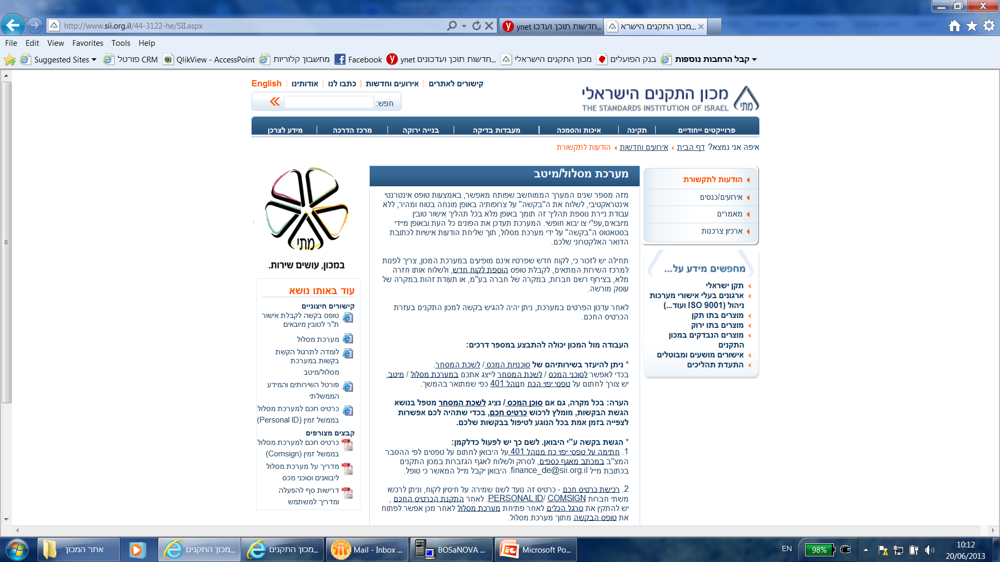 http://www.sii.org.il/44-3122-he/SII.aspx
ynet חדשות תוכן ועדכו...
מכון התקנים הישרא...
File Edit View Favorites Tools Help
Suggested Sites
פורטל CRM
QlikView - AccessPoint
מחשבון קלוריות
Facebook
ynet חדשות תוכן ועדכונים...
מכון התקנים הישראלי
בנק הפועלים
קבל הרחבות נוספות
קישורים לאתרים
אירועים וחדשות
כתבו לנו
אודותינו
English
חפש:
מכון התקנים הישראלי
THE STANDARDS INSTITUTION OF ISRAEL
מתי
פרוייקטים ייחודיים
תקינה
איכות והסמכה
מעבדות בדיקה
בנייה ירוקה
מרכז הדרכה
מידע לצרכן
איפה אני נמצא? דף הבית אירועים וחדשות הודעות לתקשורת
הודעות לתקשורת
אירועים/כנסים
מאמרים
ארכיון צרכנות
מחפשים מידע על...
תקן ישראלי
ארגונים בעלי אישורי מערכות
ניהול (ISO 9001 ועוד...)
מוצרים בתו תקן
מוצרים בתו ירוק
מוצרים הנבדקים במכון
התקנים
אישורים מושעים ומבוטלים
התעדת תהליכים
מערכת מסלול/מיטב
מזה מספר שנים המערך הממוחשב שפותח מאפשר, באמצעות טופס אינטרנטי
אינטראקטיבי, לשלוח את ה"בקשה" על צרופותיה באופן מונחה בטוח ומהיר, ללא
עבודת ניירת נוספת תהליך זה תומך באופן מלא בכל תהליך אישור טובין
מיובאים,עפ"י צו יבוא חופשי. המערכת תעדכן את הפונים כל העת ובאופן מיידי
בסטאטוס ה"בקשה" על ידי מערכת מסלול, תוך שליחת הודעות אישיות לכתובת
הדואר האלקטרוני שלכם.
תחילה יש לזכור כי, לקוח חדש שפרטיו אינם מופיעים במערכת המכון, צריך לפנות
למרכז השירות המתאים, לקבלת טופס הוספת לקוח חדש, ולשלוח אותו חזרה
מלא, בצירוף רשם חברות, במקרה של חברה בע"מ, או תעודת זהות במקרה של
עוסק מורשה.
לאחר עדכון הפרטים במערכת, ניתן יהיה להגיש בקשה למכון התקנים בעזרת
הכרטיס החכם.
העבודה מול המכון יכולה להתבצע במספר דרכים:
* ניתן להיעזר בשירותיהם של סוכנויות המכס / לשכת המסחר.
בכדי לאפשר לסוכני המכס / לשכת המסחר לייצג אתכם במערכת מסלול / מיטב,
יש צורך לחתום על טפסי יפוי הכח מנוהל 401 כפי שמתואר בהמשך.
הערה: בכל מקרה, גם אם סוכן המכס / נציג לשכת המסחר מטפל בנושא
הגשת הבקשות, מומלץ לרכוש כרטיס חכם, בכדי שתהיה לכם אפשרות
לצפייה בזמן אמת בכל הנוגע לטיפול בבקשות שלכם.
* הגשת בקשה ע"י היבואן. לשם כך יש לפעול כדלקמן:
1. חתימה על טפסי יפוי כח מנוהל 401 על היבואן לחתום על טפסים לפי ההסבר
המצ"ב במכתב מאגף כספים, לסרוק ולשלוח לאגף הגזברות במכון התקנים
בכתובת מייל finance_de@sii.org.il. היבואן יקבל מייל המאשר כי טופל.
2. רכישת כרטיס חכם - כרטיס זה נועד לשם שמירה על חיסיון לקוח, וניתן לרכשו
משתי חברות PERSONAL ID/ COMSIGN. לאחר התקנת הכרטיס החכם ,
יש להתקין את סרגל הכלים לאחר פתיחת מערכת מסלול לאחר מכן אפשר לפתוח
את טופס הבקשה מתוך מערכת מסלול.
מתי
במכון, עושים שירות.
עוד באותו נושא
קישורים חיצוניים
טופס בקשה לקבלת אישור
ת"ר לטובין מיובאים
מערכת מסלול
לומדה לתרגול הקשת
בקשות במערכת
מסלול/מיטב
פורטל השירותים והמידע
הממשלתי
כרטיס חכם למערכת מסלול
בממשל זמין (Personal ID)
קבצים מצורפים
כרטיס חכם למערכת מסלול
בממשל זמין (Comsign)
מדריך על מערכת מסלול
ליבואנים וסוכני מכס
דרישות סף להפעלה
ומדריך למשתמש
אתר המכון
מכון התקנים...
מכון התקנים...
Mail - Inbox ...
BOSaNOVA ...
Microsoft Po...
EN
98%
10:12
20/06/2013